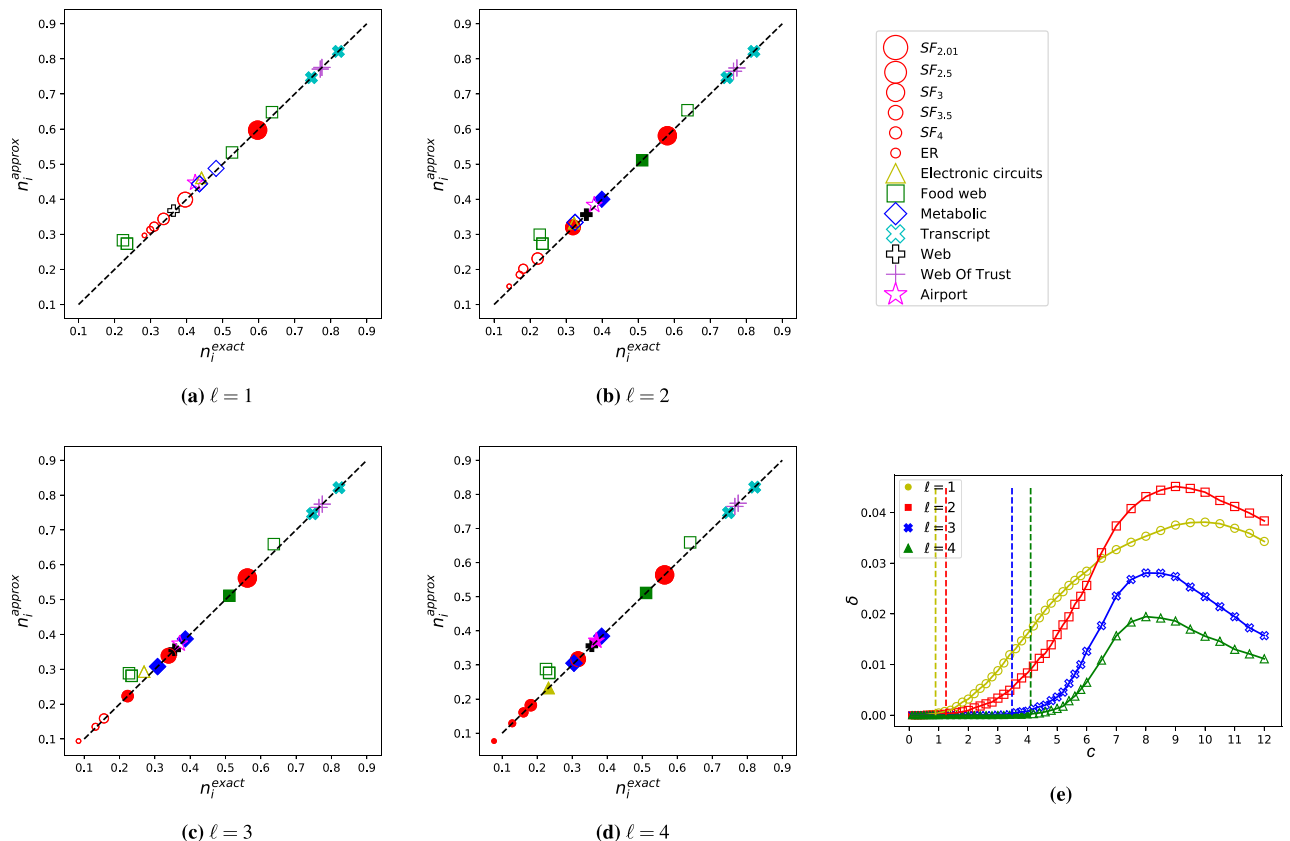 0.9
0.8
0.7
0.6
0.5
0.4
0.3
0.2
0.1
n_i^{approx}
0.1 0.2 0.3 0.4 0.5 0.6 0.7 0.8 0.9
n_i^{exact}
(a) ℓ = 1
0.9
0.8
0.7
0.6
0.5
0.4
0.3
0.2
0.1
n_i^{approx}
0.1 0.2 0.3 0.4 0.5 0.6 0.7 0.8 0.9
n_i^{exact}
(b) ℓ = 2
SF_{2.01}
SF_{2.5}
SF_3
SF_{3.5}
SF_4
ER
Electronic circuits
Food web
Metabolic
Transcript
Web
Web Of Trust
Airport
0.9
0.8
0.7
0.6
0.5
0.4
0.3
0.2
0.1
n_i^{approx}
0.1 0.2 0.3 0.4 0.5 0.6 0.7 0.8 0.9
n_i^{exact}
(c) ℓ = 3
0.9
0.8
0.7
0.6
0.5
0.4
0.3
0.2
0.1
n_i^{approx}
0.1 0.2 0.3 0.4 0.5 0.6 0.7 0.8 0.9
n_i^{exact}
(d) ℓ = 4
ℓ = 1
ℓ = 2
ℓ = 3
ℓ = 4
0.04
0.03
0.02
0.01
0.00
δ
0 1 2 3 4 5 6 7 8 9 10 11 12
c
(e)